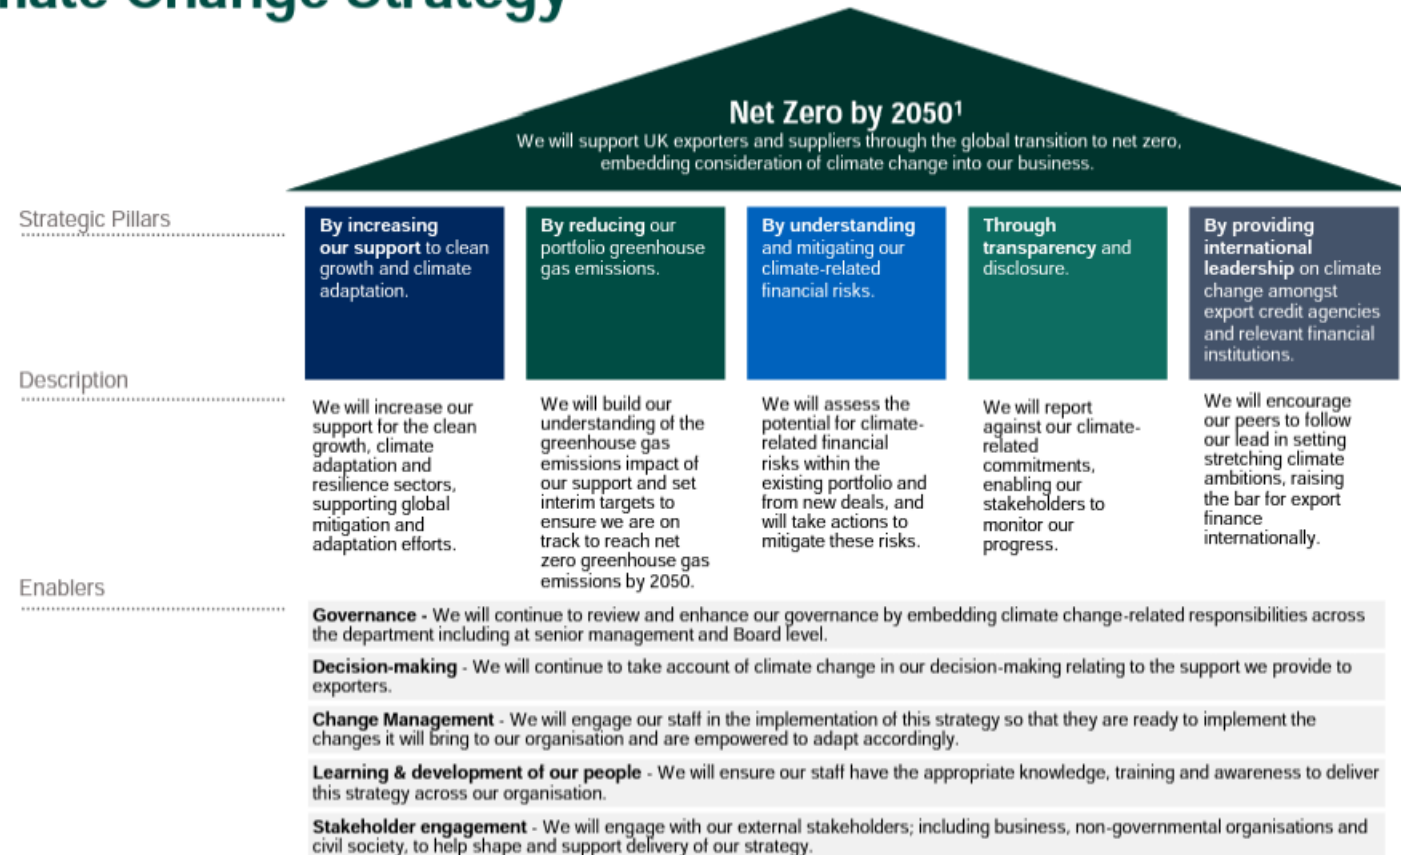 Change Strategy
Net Zero by 2050¹
We will support UK exporters and suppliers through the global transition to net zero,
embedding consideration of climate change into our business.
Strategic Pillars
By increasing
our support to clean
growth and climate
adaptation.
By reducing our
portfolio greenhouse
gas emissions.
By understanding
and mitigating our
climate-related
financial risks.
Through
transparency and
disclosure.
By providing
international
leadership on climate
change amongst
export credit agencies
and relevant financial
institutions.
Description
We will increase our
support for the clean
growth, climate
adaptation and
resilience sectors,
supporting global
mitigation and
adaptation efforts.
We will build our
understanding of the
greenhouse gas
emissions impact of
our support and set
interim targets to
ensure we are on
track to reach net
zero greenhouse gas
emissions by 2050.
We will assess the
potential for climate-
related financial
risks within the
existing portfolio and
from new deals, and
will take actions to
mitigate these risks.
We will report
against our climate-
related
commitments,
enabling our
stakeholders to
monitor our
progress.
We will encourage
our peers to follow
our lead in setting
stretching climate
ambitions, raising
the bar for export
finance
internationally.
Enablers
Governance - We will continue to review and enhance our governance by embedding climate change-related responsibilities across
the department including at senior management and Board level.
Decision-making - We will continue to take account of climate change in our decision-making relating to the support we provide to
exporters.
Change Management - We will engage our staff in the implementation of this strategy so that they are ready to implement the
changes it will bring to our organisation and are empowered to adapt accordingly.
Learning & development of our people - We will ensure our staff have the appropriate knowledge, training and awareness to deliver
this strategy across our organisation.
Stakeholder engagement - We will engage with our external stakeholders; including business, non-governmental organisations and
civil society, to help shape and support delivery of our strategy.